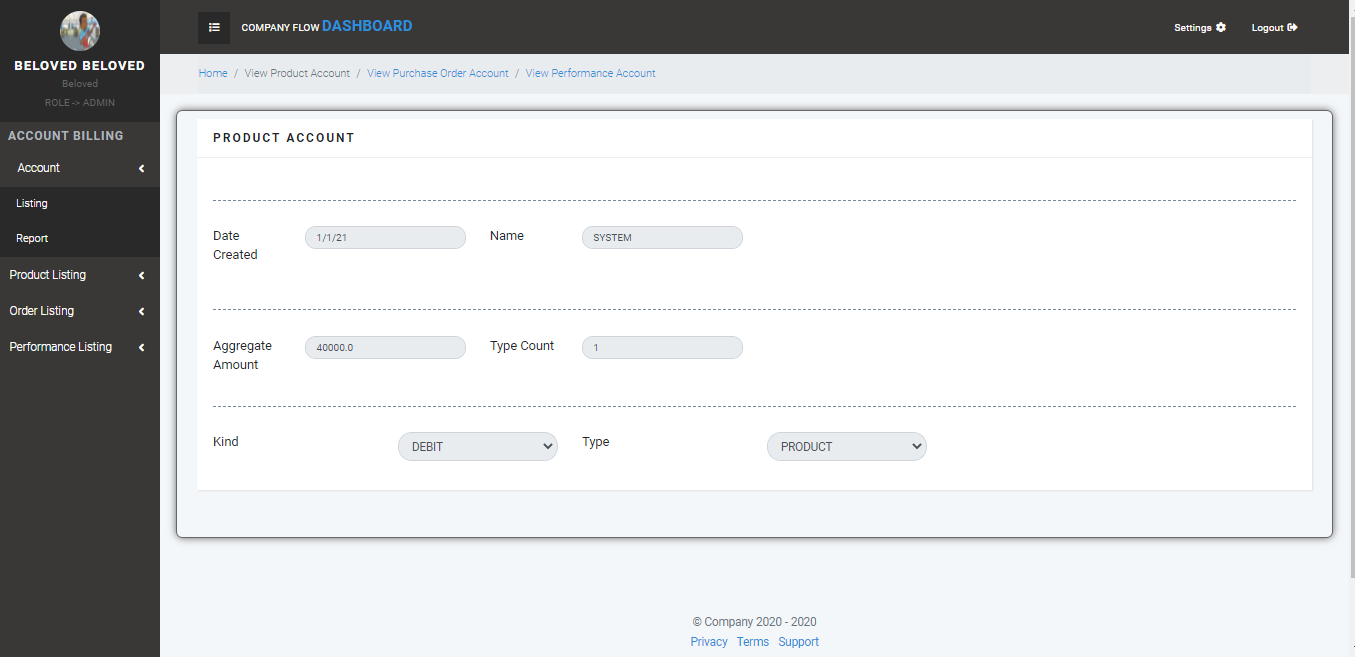 BELOVED BELOVED
Beloved
ROLE -> ADMIN
ACCOUNT BILLING
Account
Listing
Report
Product Listing
Order Listing
Performance Listing
COMPANY FLOW DASHBOARD
Settings
Logout
Home / View Product Account / View Purchase Order Account / View Performance Account
PRODUCT ACCOUNT
Date Created
1/1/21
Name
SYSTEM
Aggregate Amount
40000.0
Type Count
1
Kind
DEBIT
Type
PRODUCT
© Company 2020 - 2020
Privacy Terms Support